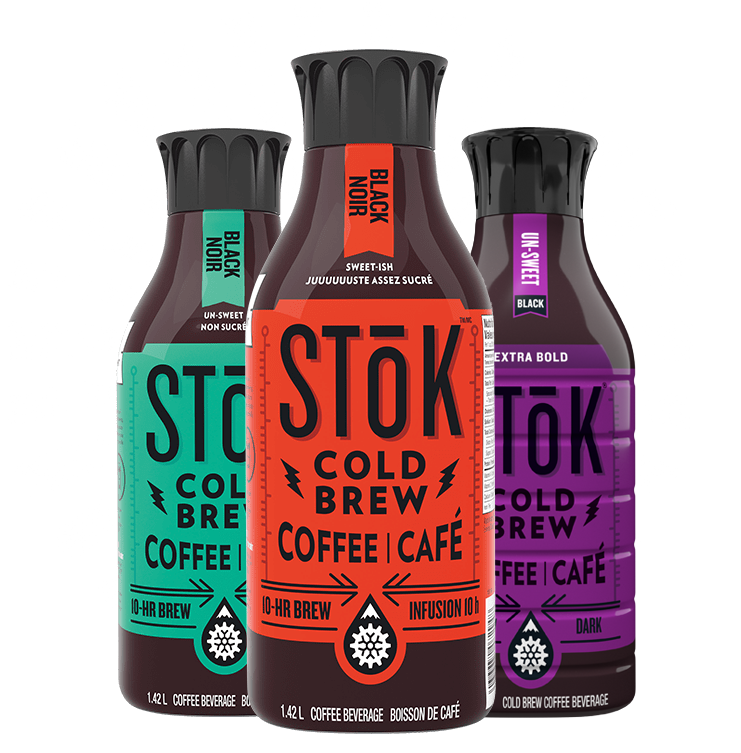 BLACK
NOIR
UN-SWEET
NON SUCRÉ
STōK
COLD
BREW
COFFEE |
10-HR BREW
1.42 L COFFEE BEVERAGE
BLACK
NOIR
SWEET-ISH
JUUUUUUSTE ASSEZ SUCRÉ
STōK
COLD
BREW
COFFEE | CAFÉ
10-HR BREW INFUSION 10 h
1.42 L COFFEE BEVERAGE BOISSON DE CAFÉ
UN-SWEET
BLACK
EXTRA BOLD
STōK
COLD
BREW
FFEE | CAFÉ
DARK
COLD BREW COFFEE BEVERAGE